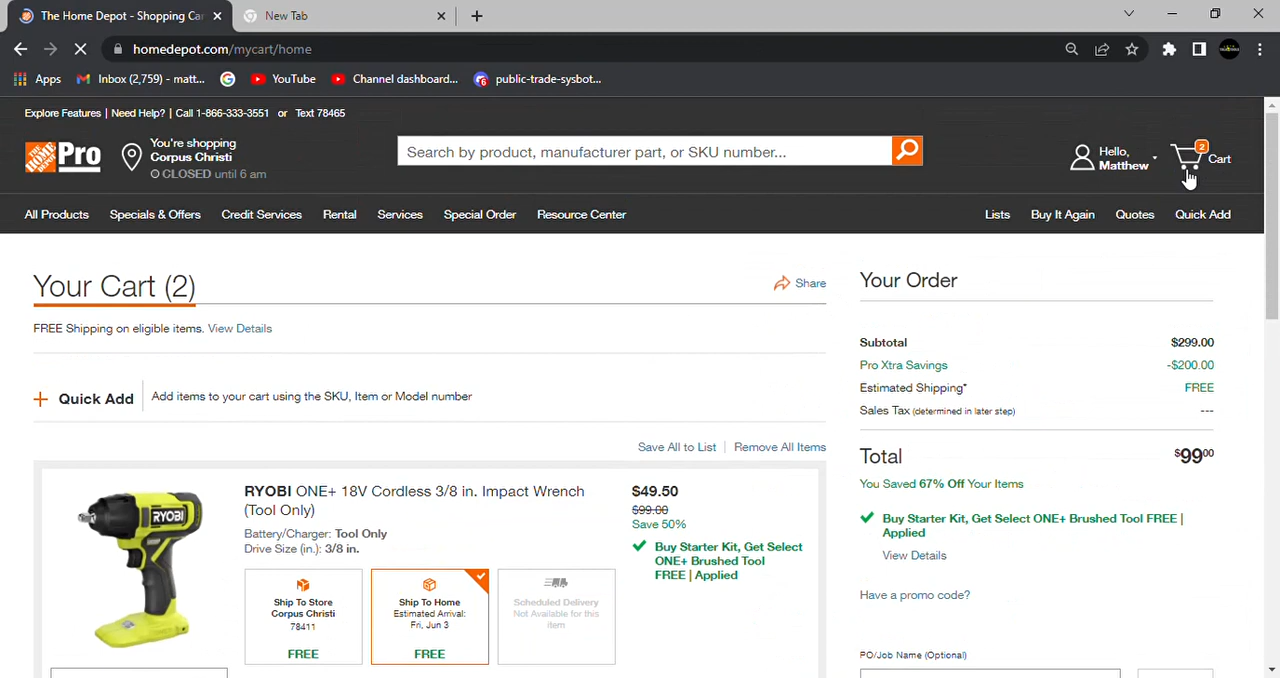 The Home Depot - Shopping Car
New Tab
homedepot.com/mycart/home
Apps
Inbox (2,759) - matt...
YouTube
Channel dashboard...
6
public-trade-sysbot...
Explore Features | Need Help? | Call 1-866-333-3551 or Text 78465
THE HOME DEPOT
Pro
You're shopping
Corpus Christi
CLOSED until 6 am
Search by product, manufacturer part, or SKU number...
Hello,
Matthew
2
Cart
All Products
Specials & Offers
Credit Services
Rental
Services
Special Order
Resource Center
Lists
Buy It Again
Quotes
Quick Add
Your Cart (2)
Share
FREE Shipping on eligible items. View Details
Quick Add
Add items to your cart using the SKU, Item or Model number
Save All to List
Remove All Items
RYOBI
RYOBI ONE+ 18V Cordless 3/8 in. Impact Wrench
(Tool Only)
Battery/Charger: Tool Only
Drive Size (in.): 3/8 in.
$49.50
$99.00
Save 50%
Buy Starter Kit, Get Select
ONE+ Brushed Tool
FREE | Applied
Ship To Store
Corpus Christi
78411
FREE
Ship To Home
Estimated Arrival:
Fri, Jun 3
FREE
Scheduled Delivery
Not Available for this
item
Your Order
Subtotal
$299.00
Pro Xtra Savings
-$200.00
Estimated Shipping*
FREE
Sales Tax (determined in later step)
---
Total
$99.00
You Saved 67% Off Your Items
Buy Starter Kit, Get Select ONE+ Brushed Tool FREE |
Applied
View Details
Have a promo code?
PO/Job Name (Optional)